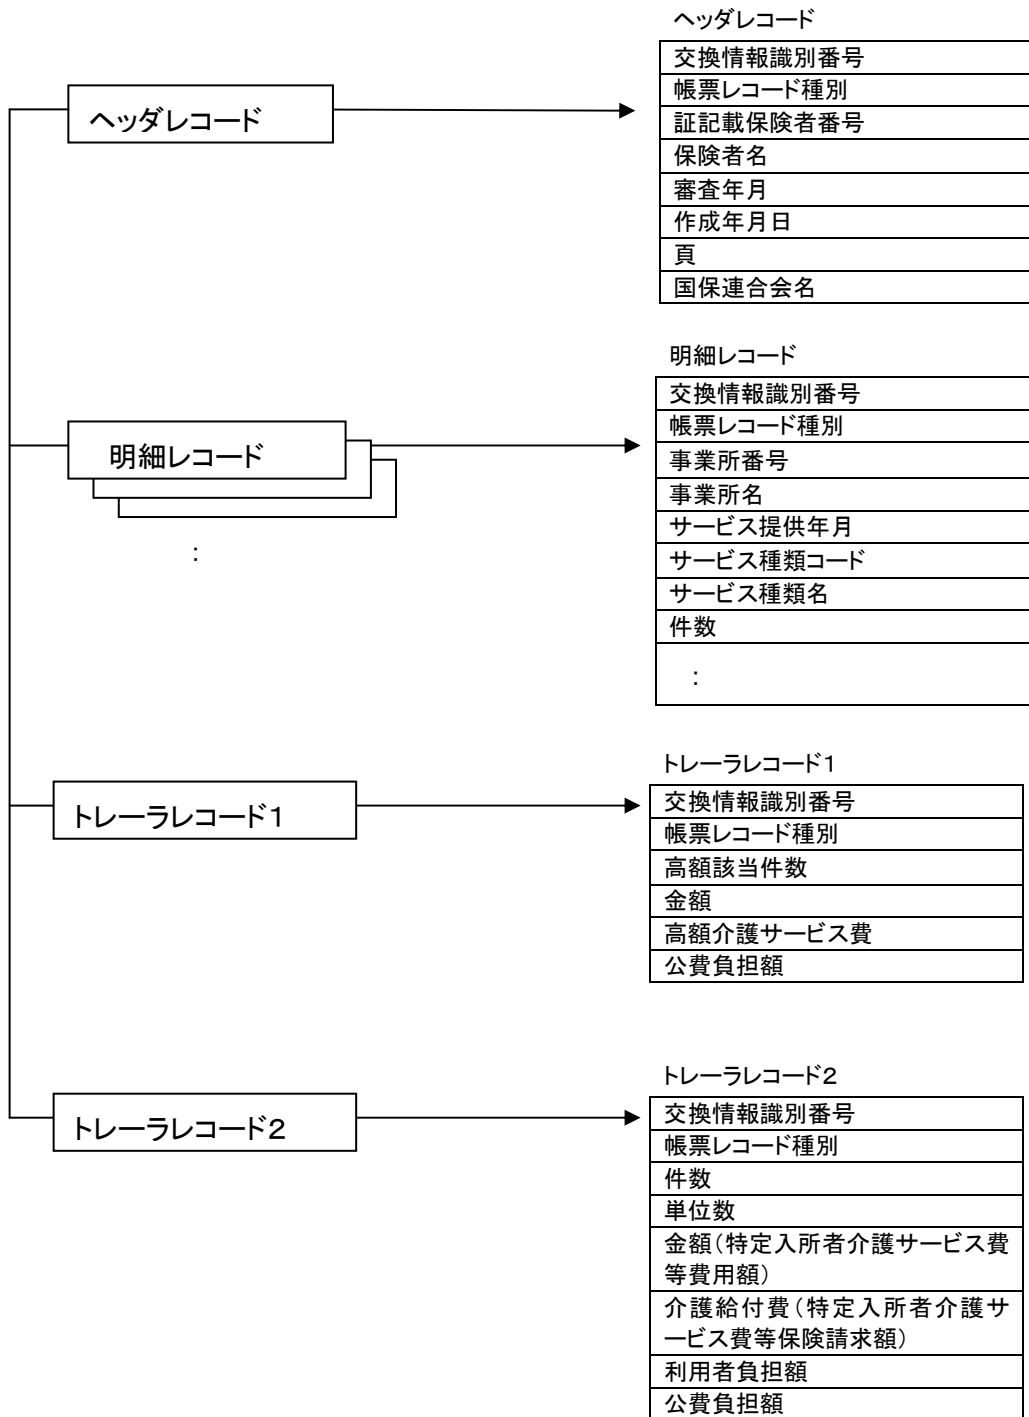 ヘッダレコード
ヘッダレコード
交換情報識別番号
帳票レコード種別
証記載保険者番号
保険者名
審査年月
作成年月日
頁
国保連合会名
明細レコード
:
明細レコード
交換情報識別番号
帳票レコード種別
事業所番号
事業所名
サービス提供年月
サービス種類コード
サービス種類名
件数
:
トレーラレコード1
トレーラレコード1
交換情報識別番号
帳票レコード種別
高額該当件数
金額
高額介護サービス費
公費負担額
トレーラレコード2
トレーラレコード2
交換情報識別番号
帳票レコード種別
件数
単位数
金額(特定入所者介護サービス費
等費用額)
介護給付費(特定入所者介護サ
ービス費等保険請求額)
利用者負担額
公費負担額